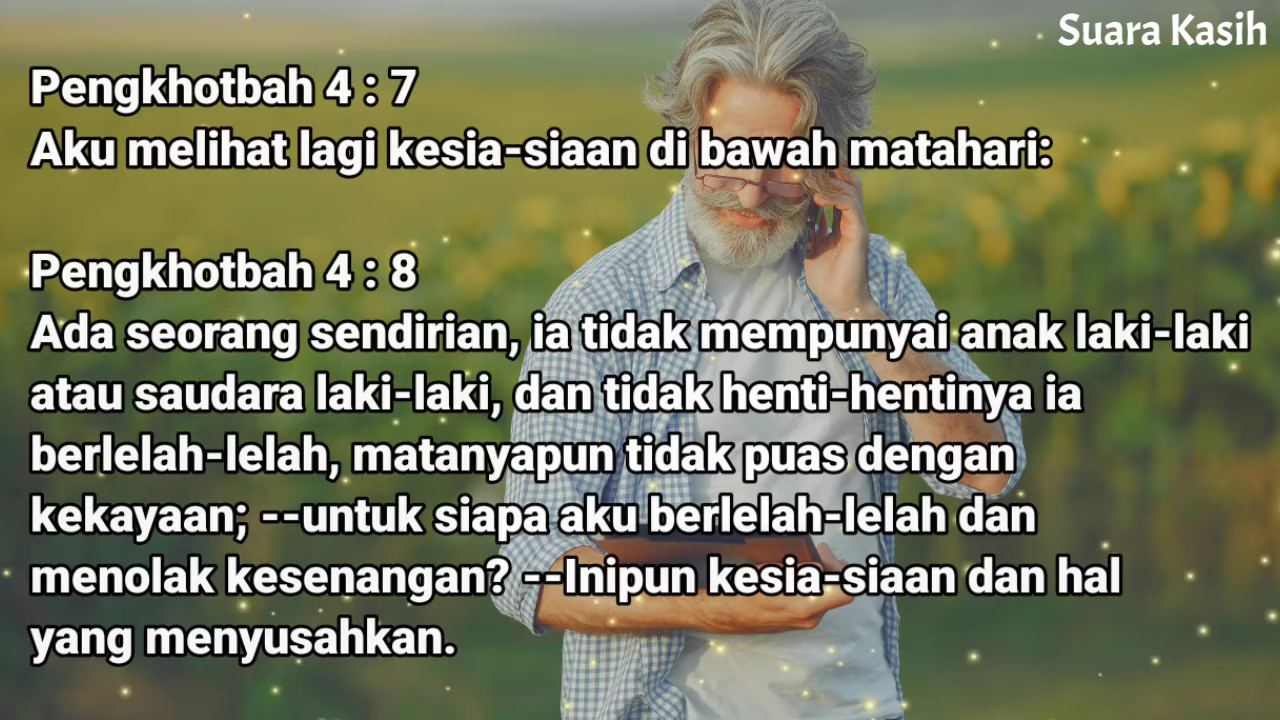 Suara Kasih
Pengkhotbah 4 : 7
Aku melihat lagi kesia-siaan di bawah matahari:
Pengkhotbah 4 : 8
Ada seorang sendirian, ia tidak mempunyai anak laki-laki
atau saudara laki-laki, dan tidak henti-hentinya ia
berlelah-lelah, matanyapun tidak puas dengan
kekayaan; --untuk siapa aku berlelah-lelah dan
menolak kesenangan? --Inipun kesia-siaan dan hal
yang menyusahkan.